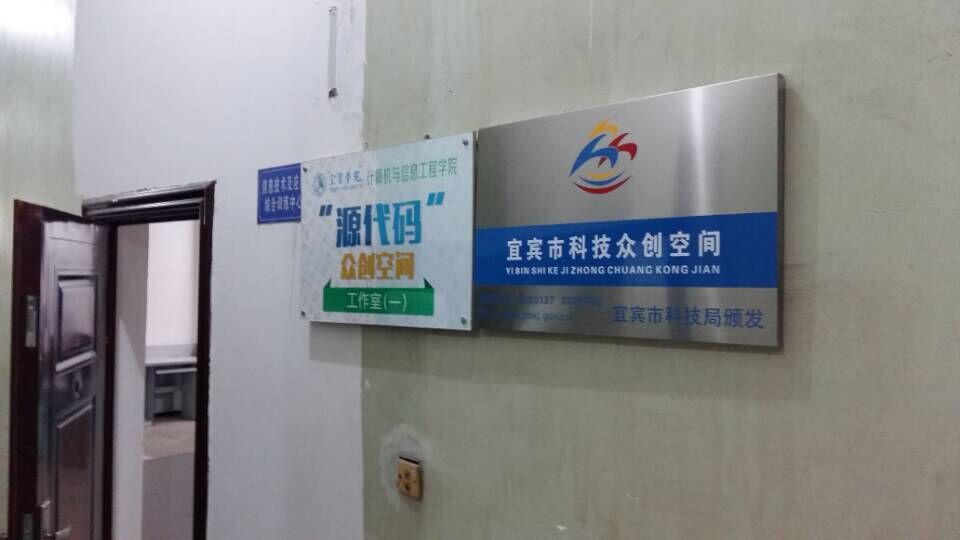 信息技术及应
综合训练中心
宜宾学院 计算机与信息工程学院
"源代码"
众创空间
工作室(一)
宜宾市科技众创空间
YI BIN SHI KE JI ZHONG CHUANG KONG JIAN
宜宾市科技局颁发